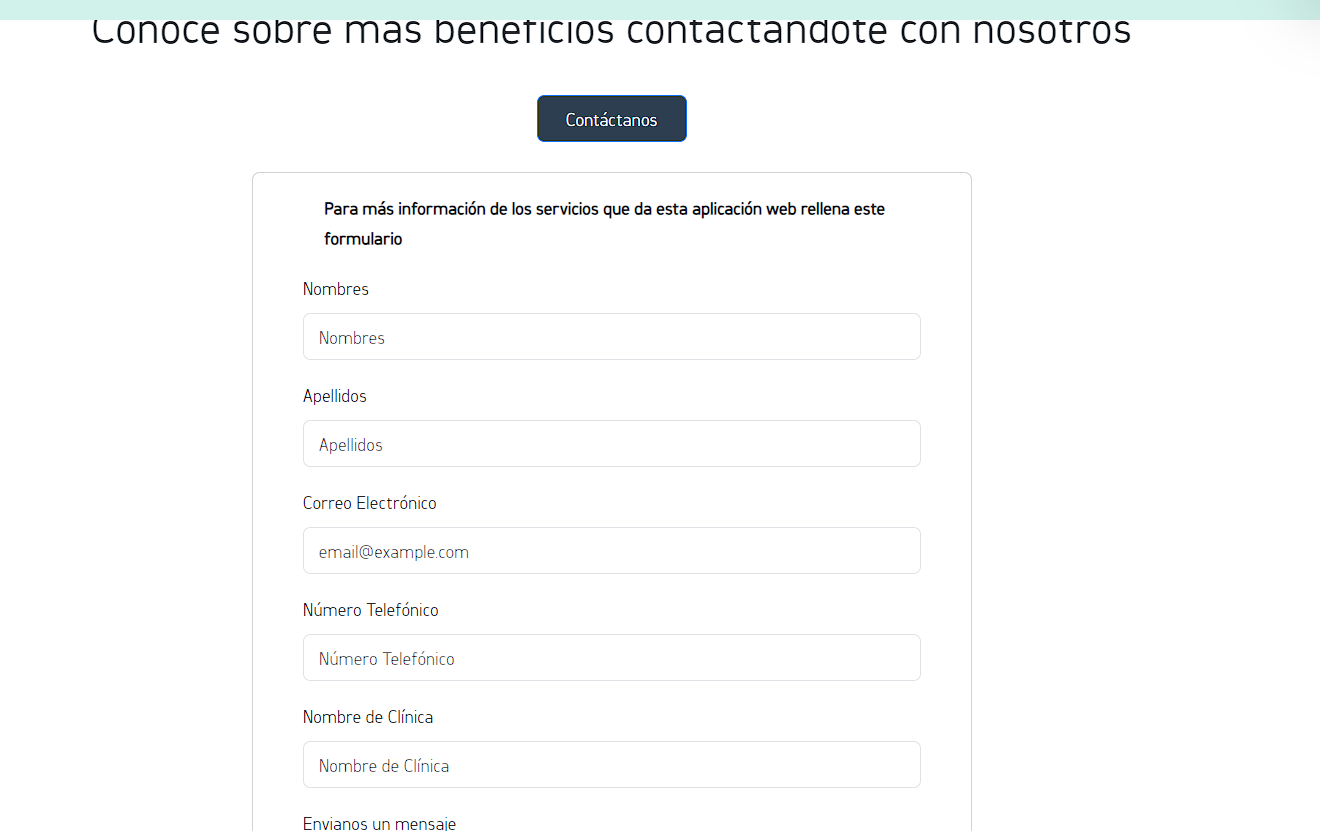 Conoce sobre más beneficios contactándote con nosotros
Contáctanos
Para más información de los servicios que da esta aplicación web rellena este
formulario
Nombres
Nombres
Apellidos
Apellidos
Correo Electrónico
email@example.com
Número Telefónico
Número Telefónico
Nombre de Clínica
Nombre de Clínica
Envianos un mensaje